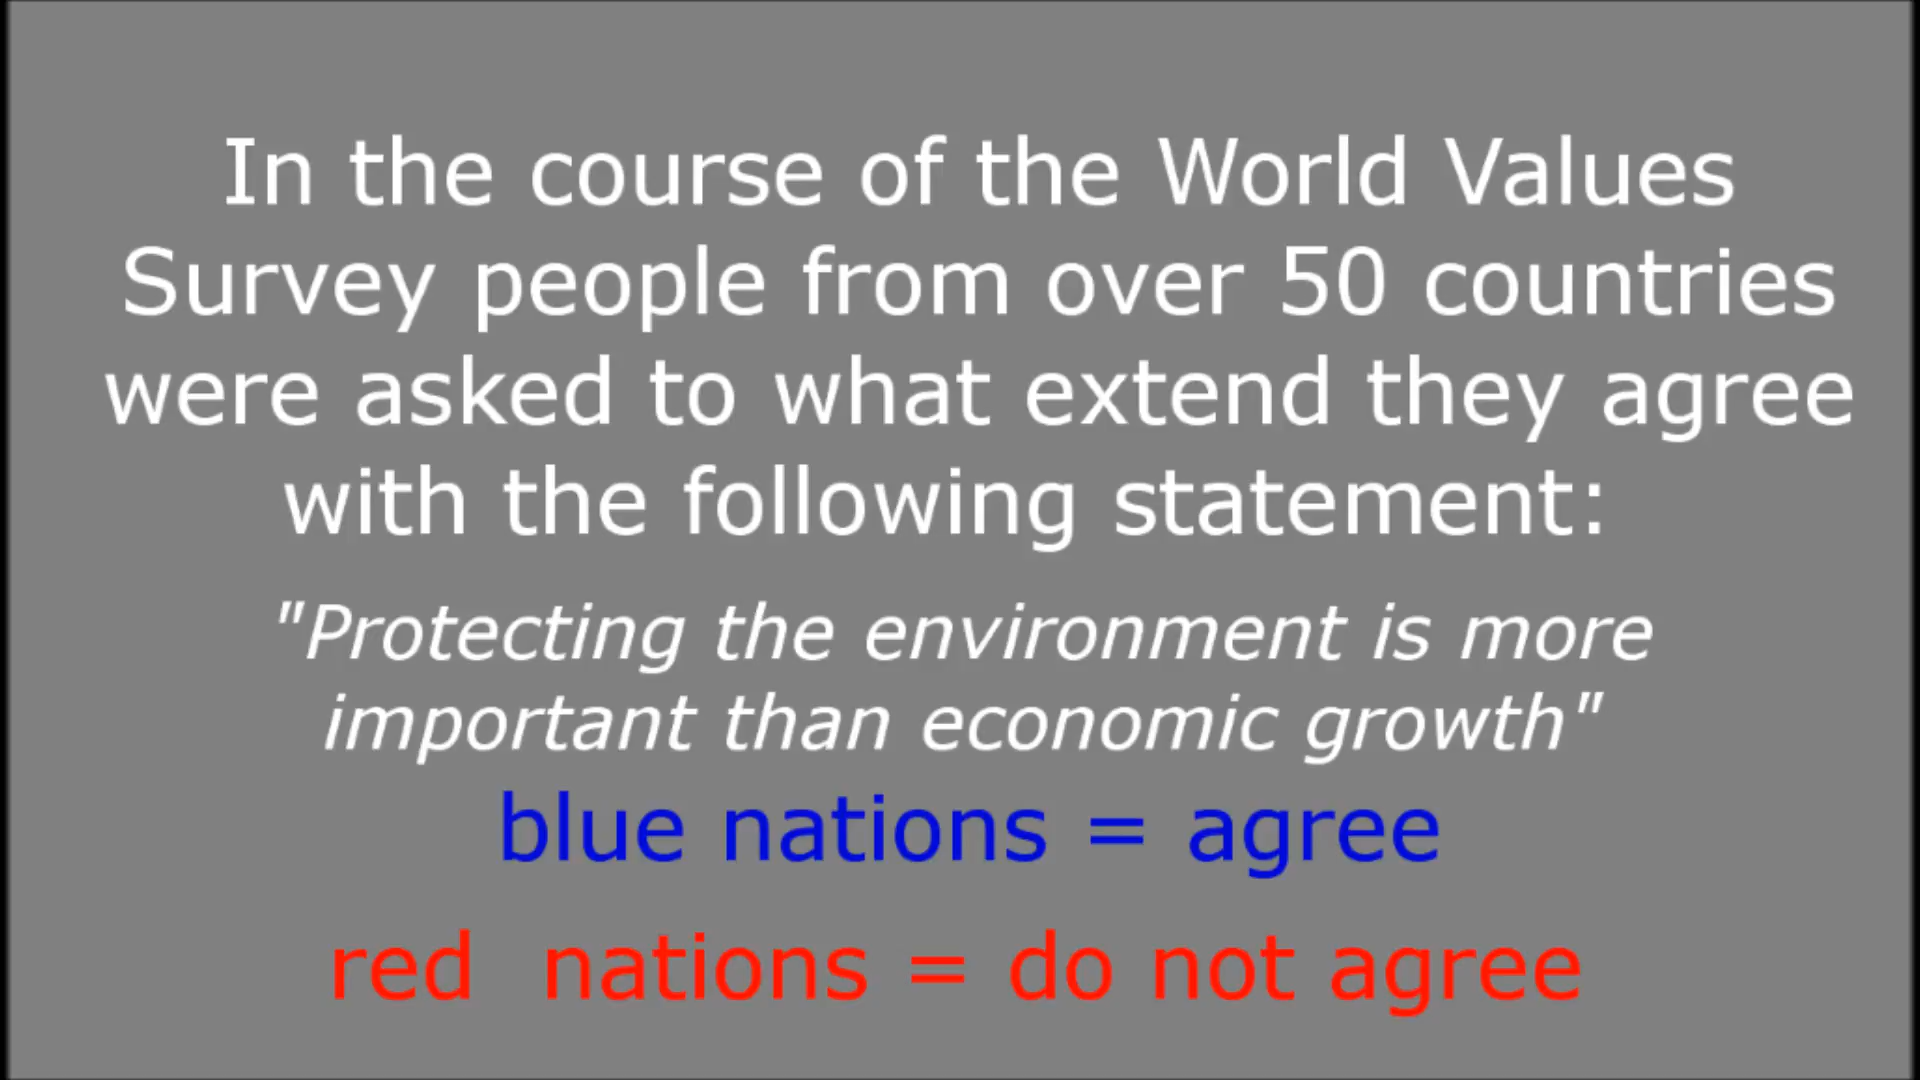 In the course of the World Values
Survey people from over 50 countries
were asked to what extend they agree
with the following statement:
"Protecting the environment is more
important than economic growth"
blue nations = agree
red  nations = do not agree